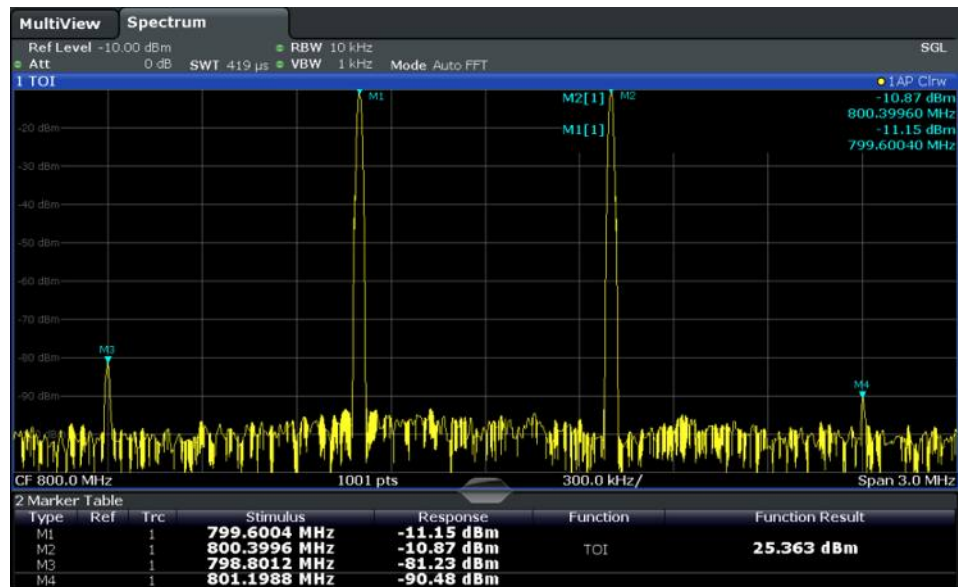 MultiView Spectrum
Ref Level -10.00 dBm RBW 10 kHz SGL
Att 0 dB SWT 419 µs VBW 1 kHz Mode Auto FFT
1 TOI 1AP Clrw
M1 M2[1] M2 -10.87 dBm
800.39960 MHz
-20 dBm M1[1] -11.15 dBm
799.60040 MHz
-30 dBm
-40 dBm
-50 dBm
-60 dBm
-70 dBm
M3
-80 dBm
M4
-90 dBm
CF 800.0 MHz 1001 pts 300.0 kHz/ Span 3.0 MHz
2 Marker Table
Type Ref Trc Stimulus Response Function Function Result
M1 1 799.6004 MHz -11.15 dBm
M2 1 800.3996 MHz -10.87 dBm TOI 25.363 dBm
M3 1 798.8012 MHz -81.23 dBm
M4 1 801.1988 MHz -90.48 dBm